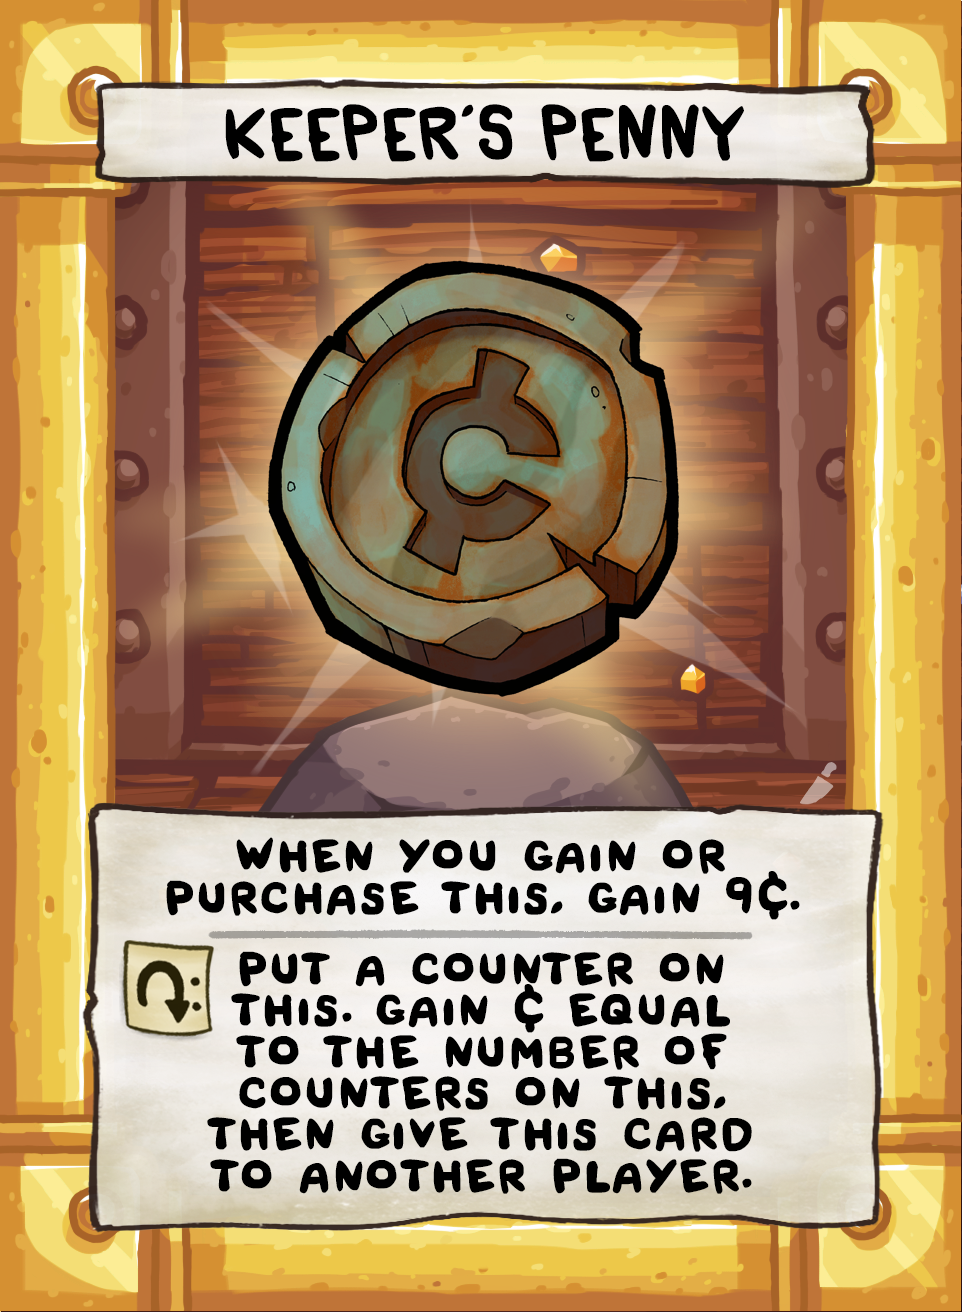 KEEPER'S PENNY
¢
WHEN YOU GAIN OR
PURCHASE THIS, GAIN 9¢.
PUT A COUNTER ON
THIS. GAIN ¢ EQUAL
TO THE NUMBER OF
COUNTERS ON THIS,
THEN GIVE THIS CARD
TO ANOTHER PLAYER.